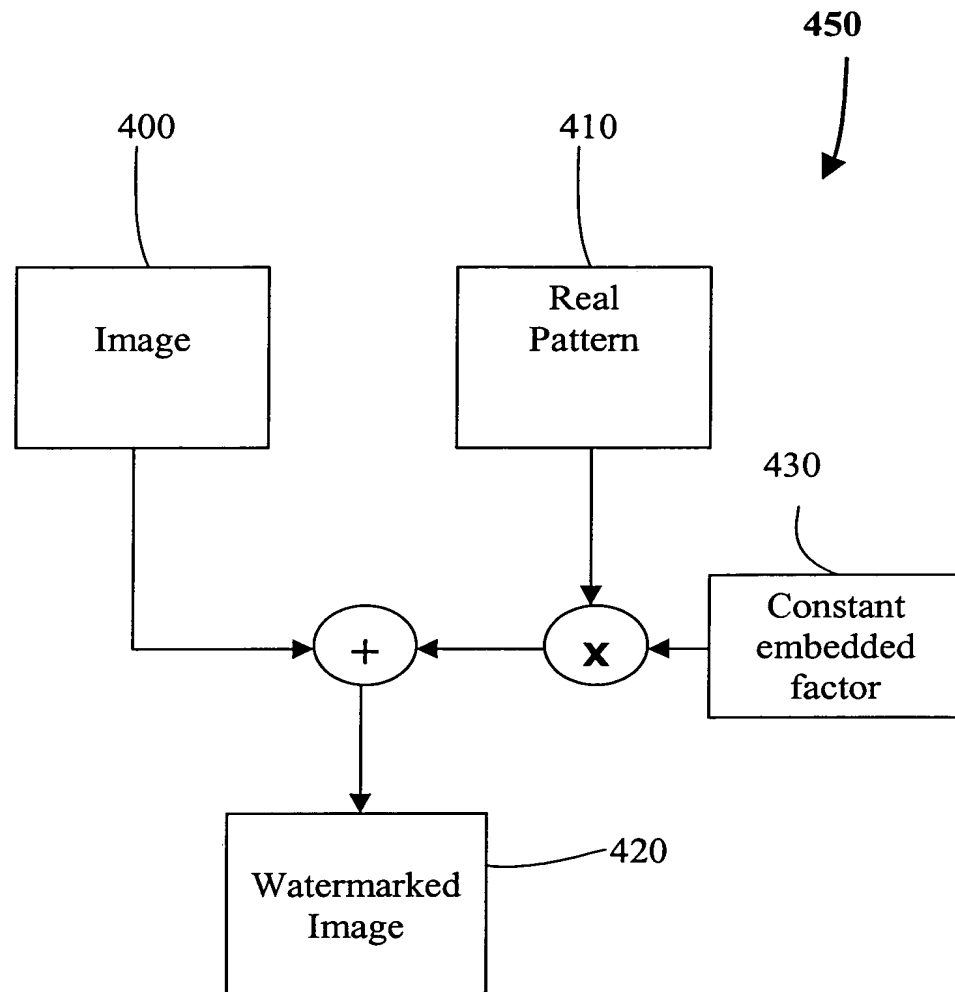 450
400
410
Image
Real
Pattern
430
Constant
embedded
factor
+
x
420
Watermarked
Image